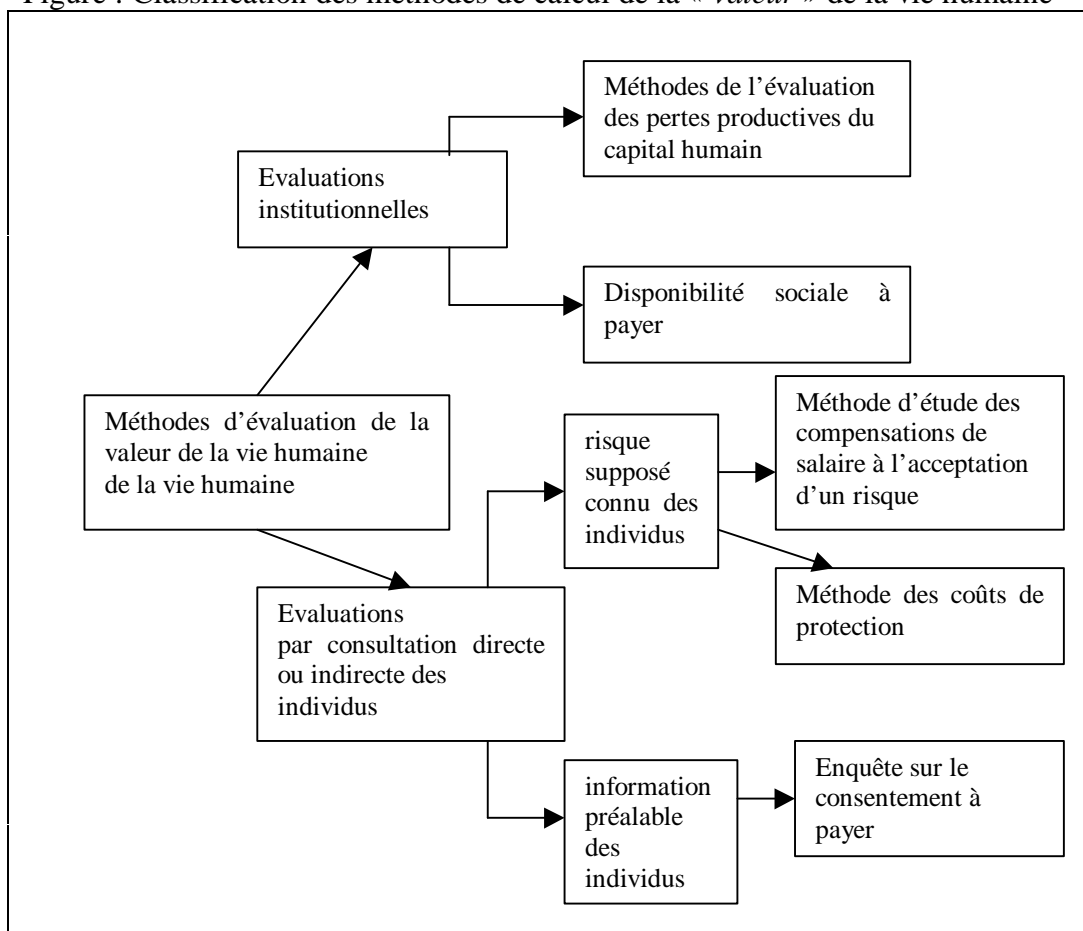 Figure : Classification des méthodes de calcul de la « valeur » de la vie humaine
Méthodes de l’évaluation
des pertes productives du
capital humain
Evaluations
institutionnelles
Disponibilité sociale à
payer
Méthodes d’évaluation de la
valeur de la vie humaine
de la vie humaine
risque
supposé
connu des
individus
Méthode d’étude des
compensations de
salaire à l’acceptation
d’un risque
Méthode des coûts de
protection
Evaluations
par consultation directe
ou indirecte des
individus
information
préalable
des
individus
Enquête sur le
consentement à
payer